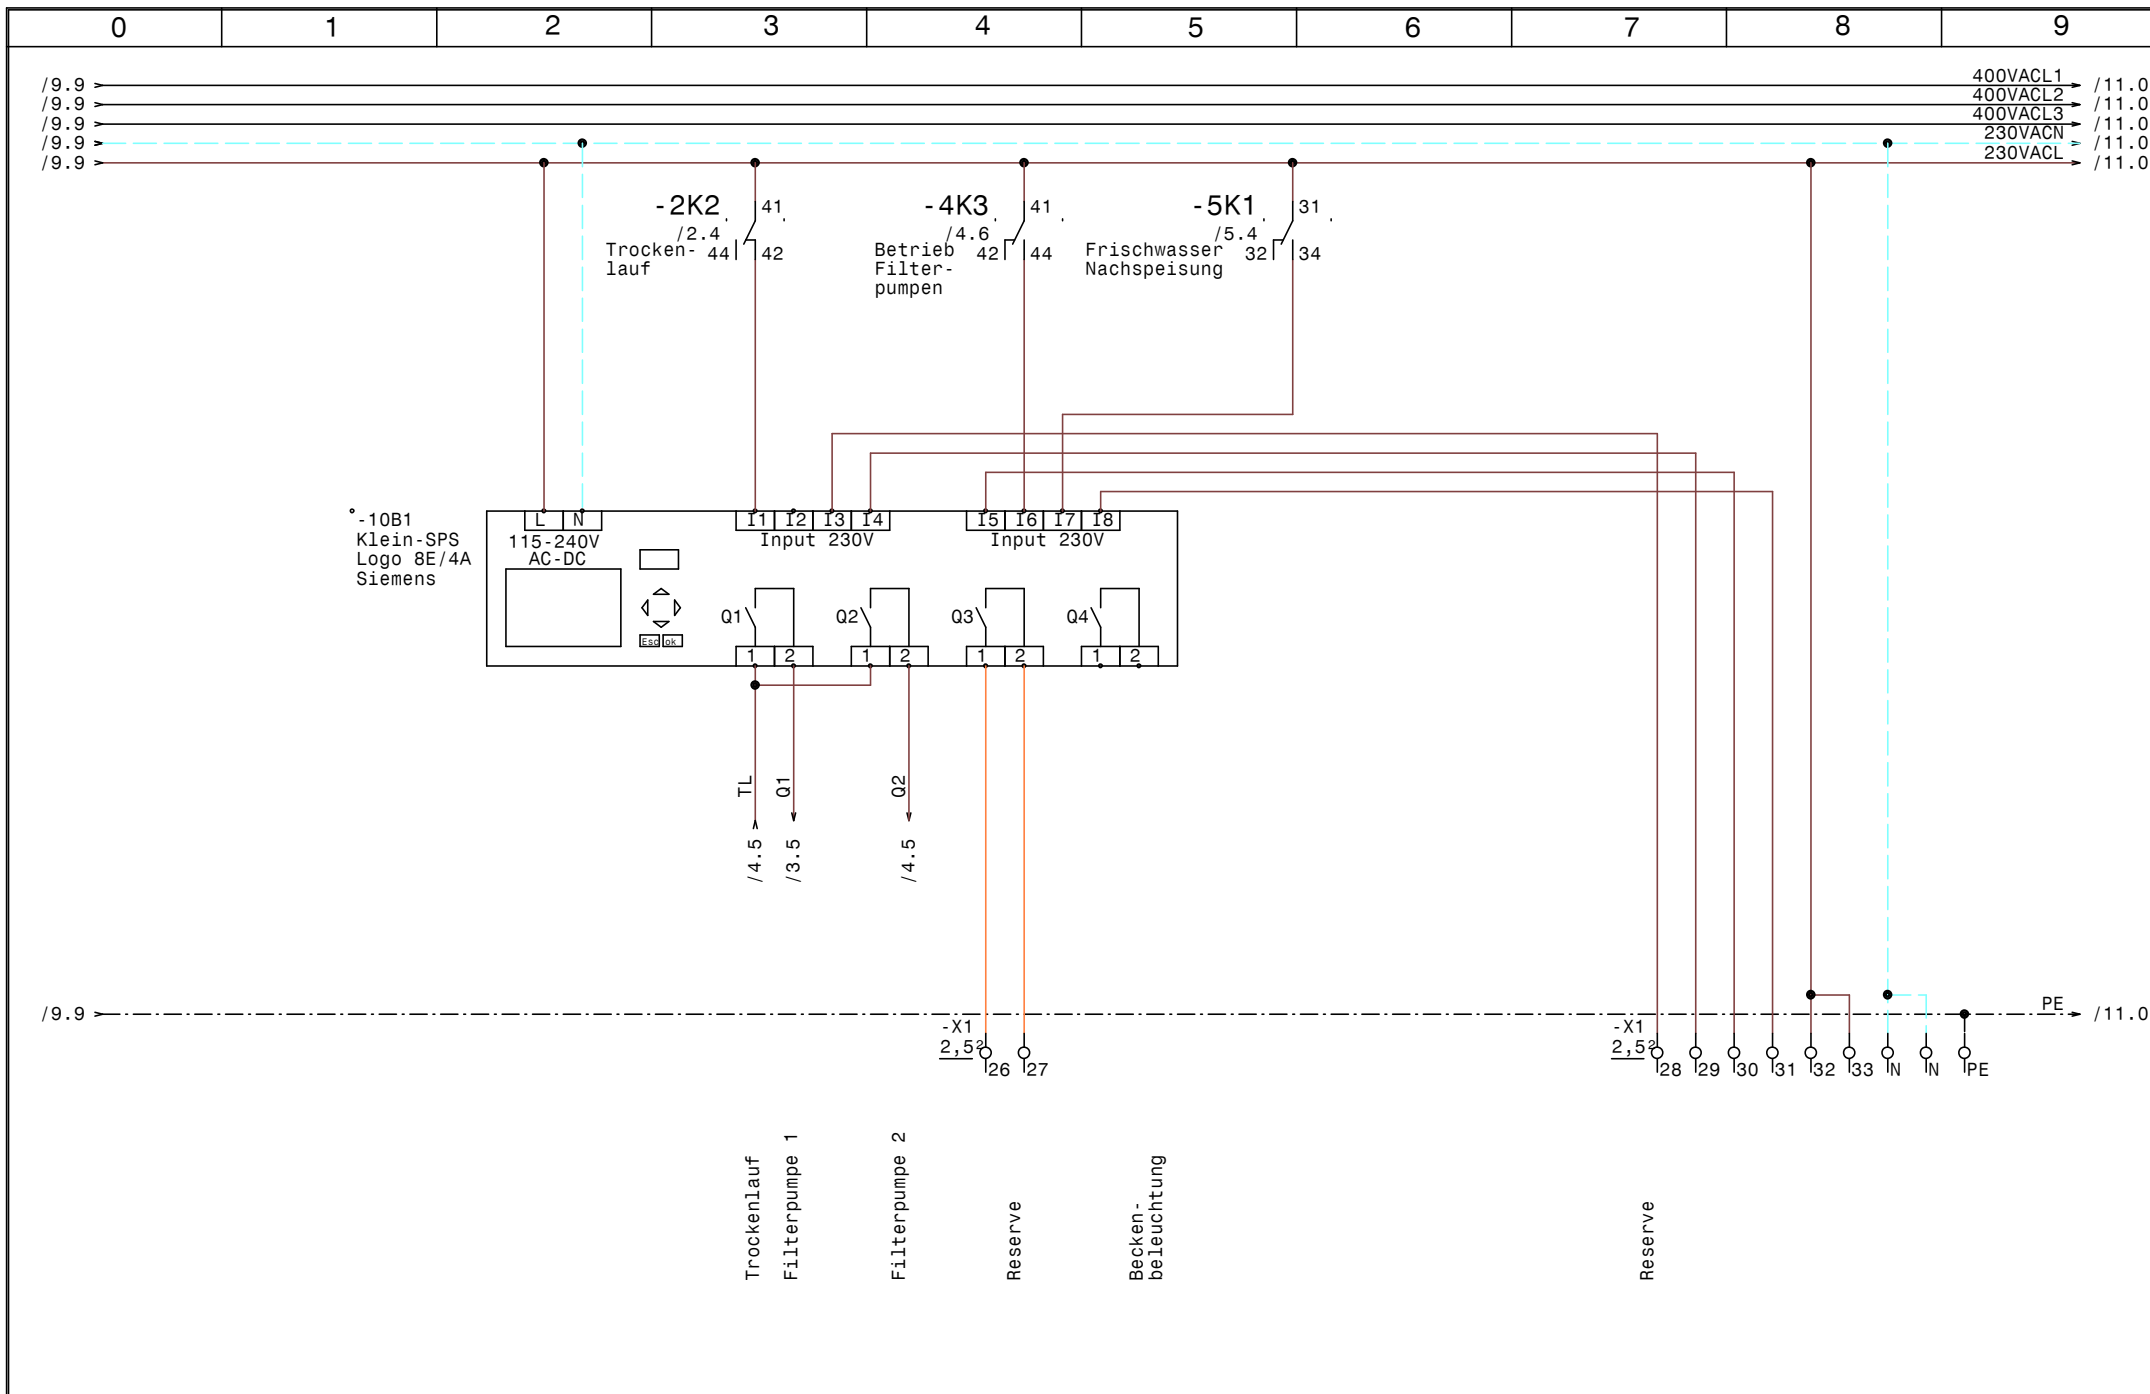 0 1 2 3 4 5 6 7 8 9
/9.9 400VACL1 /11.0
/9.9 400VACL2 /11.0
/9.9 400VACL3 /11.0
/9.9 230VACN /11.0
/9.9 230VACL /11.0
-2K2 41
/2.4
Trocken- 44 42
lauf
-4K3 41
/4.6
Betrieb 42 44
Filter-
pumpen
-5K1 31
/5.4
Frischwasser 32 34
Nachspeisung
-10B1
Klein-SPS
Logo 8E/4A
Siemens
L N
115-240V
AC-DC
I1 I2 I3 I4
Input 230V
I5 I6 I7 I8
Input 230V
Esc ok
Q1 Q2 Q3 Q4
1 2 1 2 1 2 1 2
TL Q1 Q2
/4.5 /3.5 /4.5
/9.9 PE /11.0
-X1
2,5²
26 27
-X1
2,5²
28 29 30 31 32 33 N N PE
Trockenlauf
Filterpumpe 1
Filterpumpe 2
Reserve
Becken-
beleuchtung
Reserve